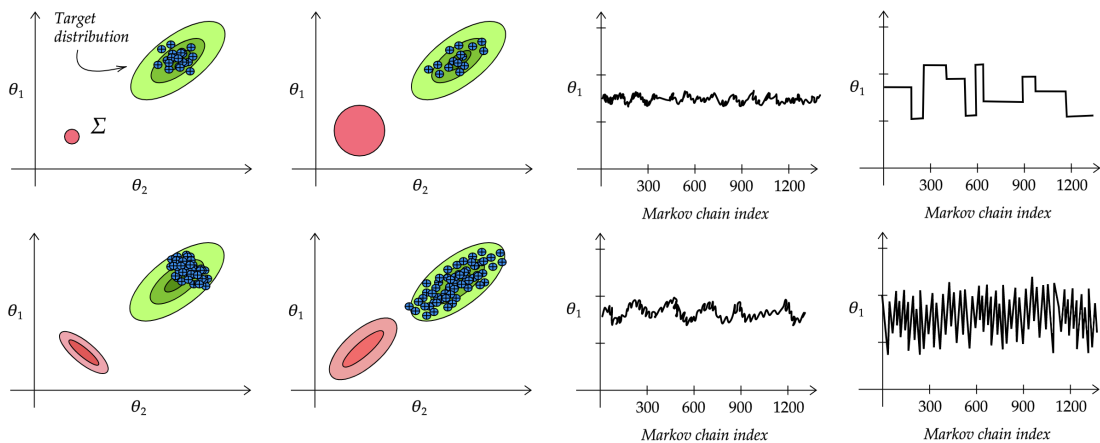 Target
distribution
θ1
Σ
θ2
θ1
θ2
θ1
300 600 900 1200
Markov chain index
θ1
300 600 900 1200
Markov chain index
θ1
θ2
θ1
θ2
θ1
300 600 900 1200
Markov chain index
θ1
300 600 900 1200
Markov chain index